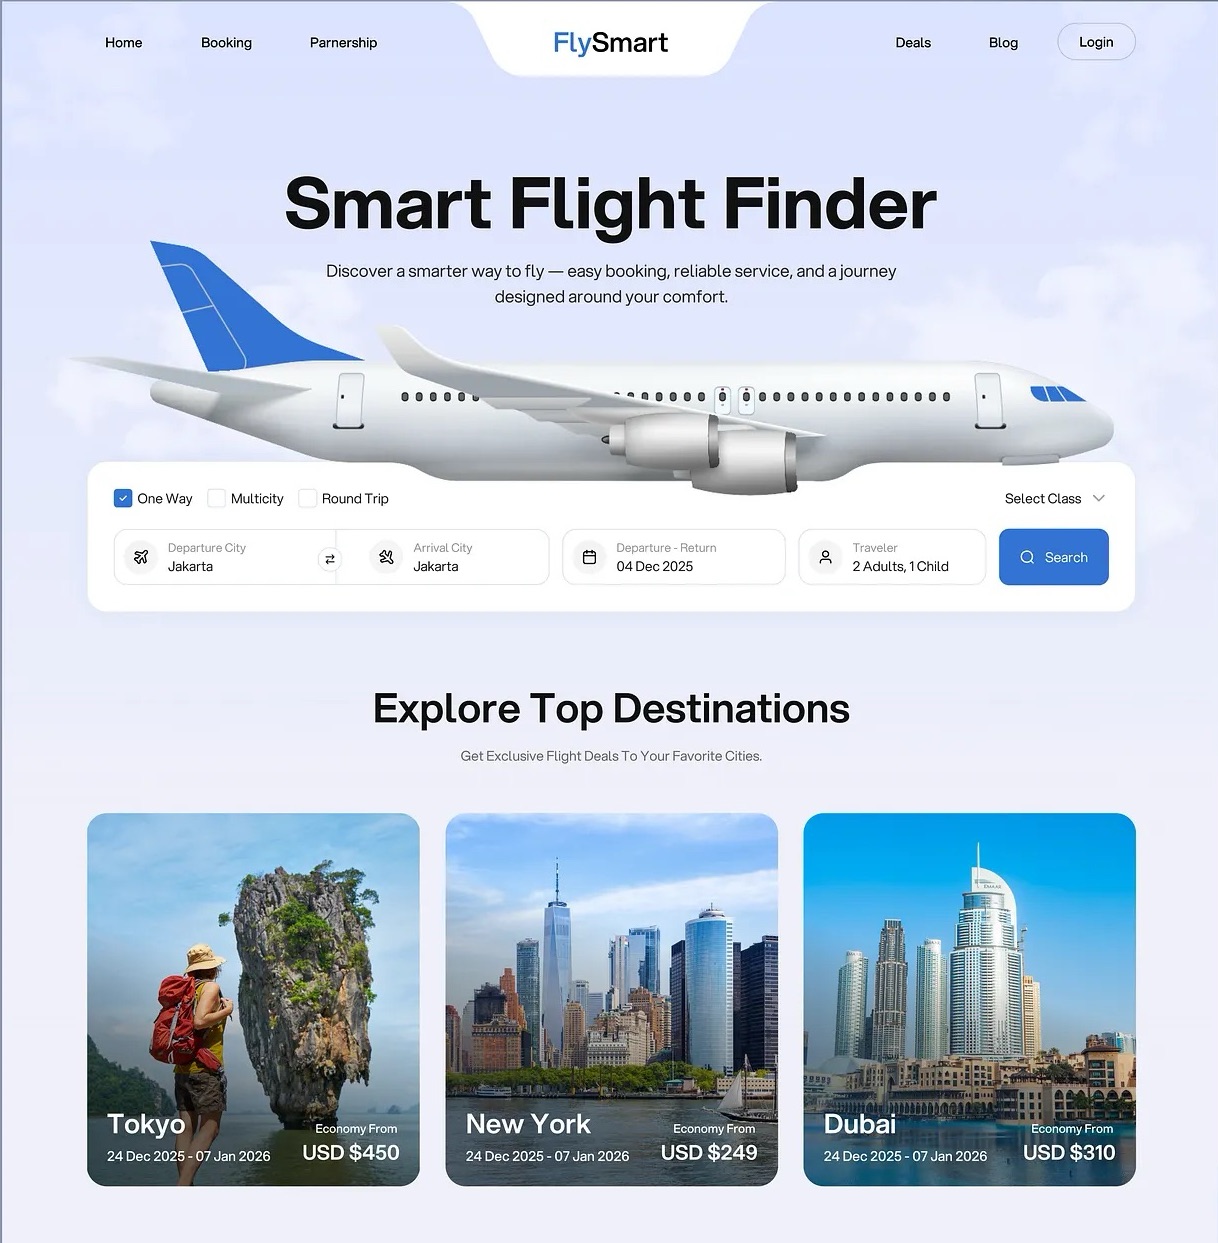 Home
Booking
Parnership
FlySmart
Deals
Blog
Login
Smart Flight Finder
Discover a smarter way to fly — easy booking, reliable service, and a journey
designed around your comfort.
One Way
Multicity
Round Trip
Select Class
Departure City
Jakarta
Arrival City
Jakarta
Departure - Return
04 Dec 2025
Traveler
2 Adults, 1 Child
Search
Explore Top Destinations
Get Exclusive Flight Deals To Your Favorite Cities.
Tokyo
24 Dec 2025 - 07 Jan 2026
Economy From
USD $450
New York
24 Dec 2025 - 07 Jan 2026
Economy From
USD $249
EMAAR
Dubai
24 Dec 2025 - 07 Jan 2026
Economy From
USD $310